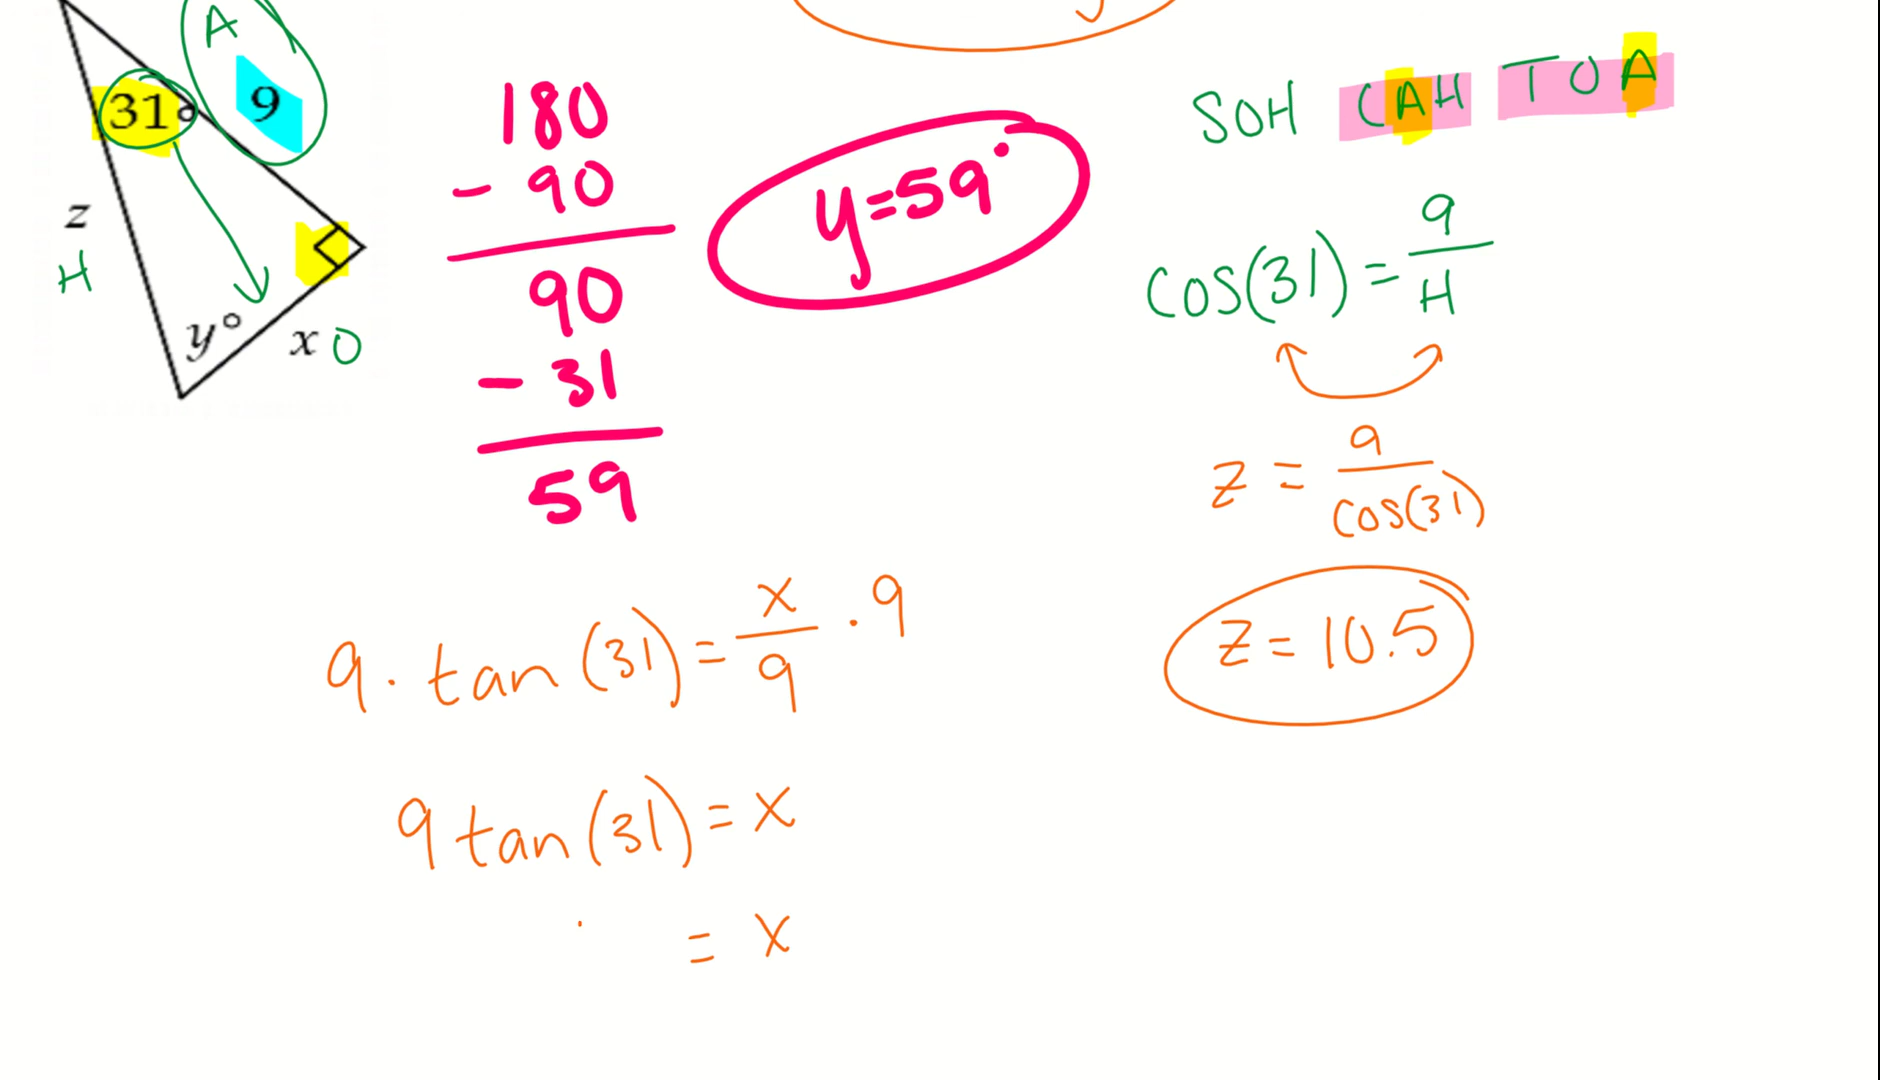 A
31°
9
z
H
y°
x O
180
- 90
90
- 31
59
y=59°
SOH CAH TOA
cos(31) = 9/H
z = 9/cos(31)
z = 10.5
9 · tan(31) = x/9 · 9
9 tan(31) = x
= x